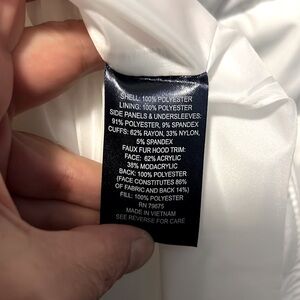 SHELL: 100% POLYESTER
LINING: 100% POLYESTER
SIDE PANELS & UNDERSLEEVES:
91% POLYESTER, 9% SPANDEX
CUFFS: 62% RAYON, 33% NYLON,
5% SPANDEX
FAUX FUR HOOD TRIM:
FACE: 62% ACRYLIC
38% MODACRYLIC
BACK: 100% POLYESTER
(FACE CONSTITUTES 86%
OF FABRIC AND BACK 14%)
FILL: 100% POLYESTER
RN 79075
MADE IN VIETNAM
SEE REVERSE FOR CARE